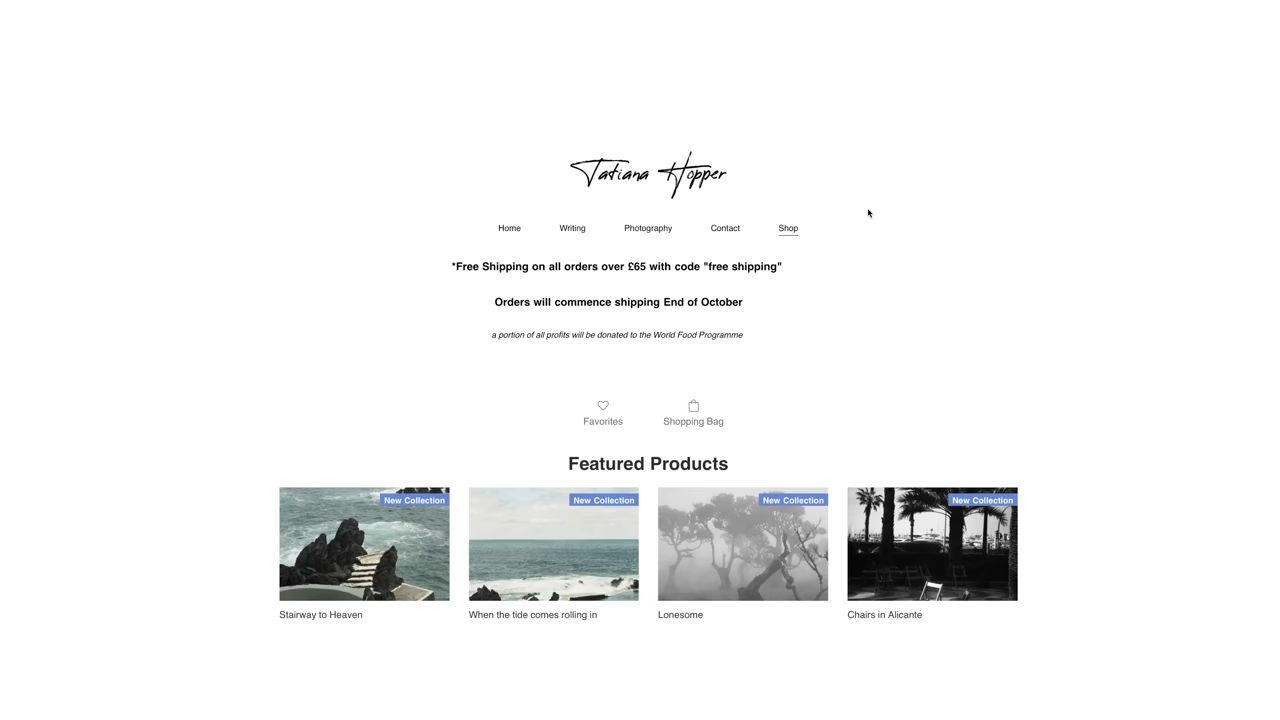 Tatiana Hopper
Home Writing Photography Contact Shop
*Free Shipping on all orders over £65 with code "free shipping"
Orders will commence shipping End of October
a portion of all profits will be donated to the World Food Programme
Favorites Shopping Bag
Featured Products
New Collection New Collection New Collection New Collection
Stairway to Heaven When the tide comes rolling in Lonesome Chairs in Alicante